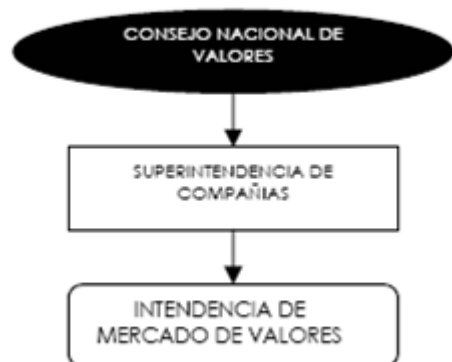 CONSEJO NACIONAL DE
VALORES
SUPERINTENDENCIA DE
COMPAÑIAS
INTENDENCIA DE
MERCADO DE VALORES